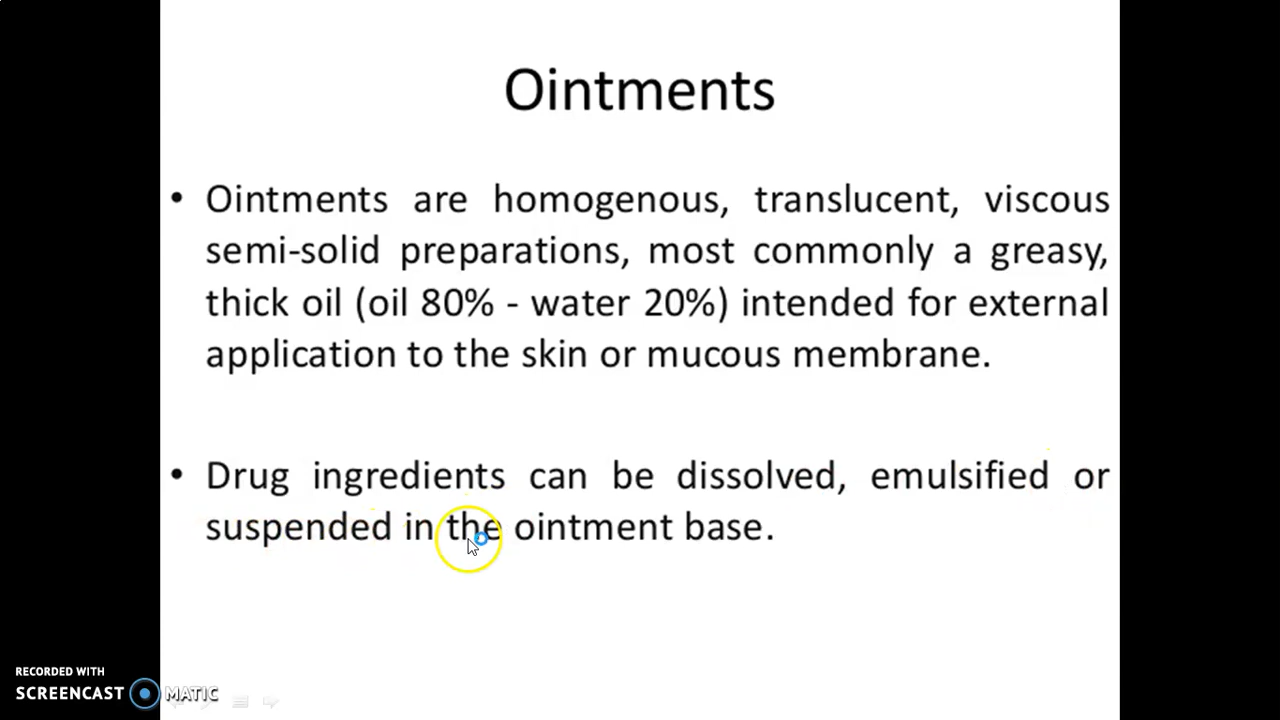 Ointments
• Ointments are homogenous, translucent, viscous
semi-solid preparations, most commonly a greasy,
thick oil (oil 80% - water 20%) intended for external
application to the skin or mucous membrane.
• Drug ingredients can be dissolved, emulsified or
suspended in the ointment base.
RECORDED WITH
SCREENCAST MATIC